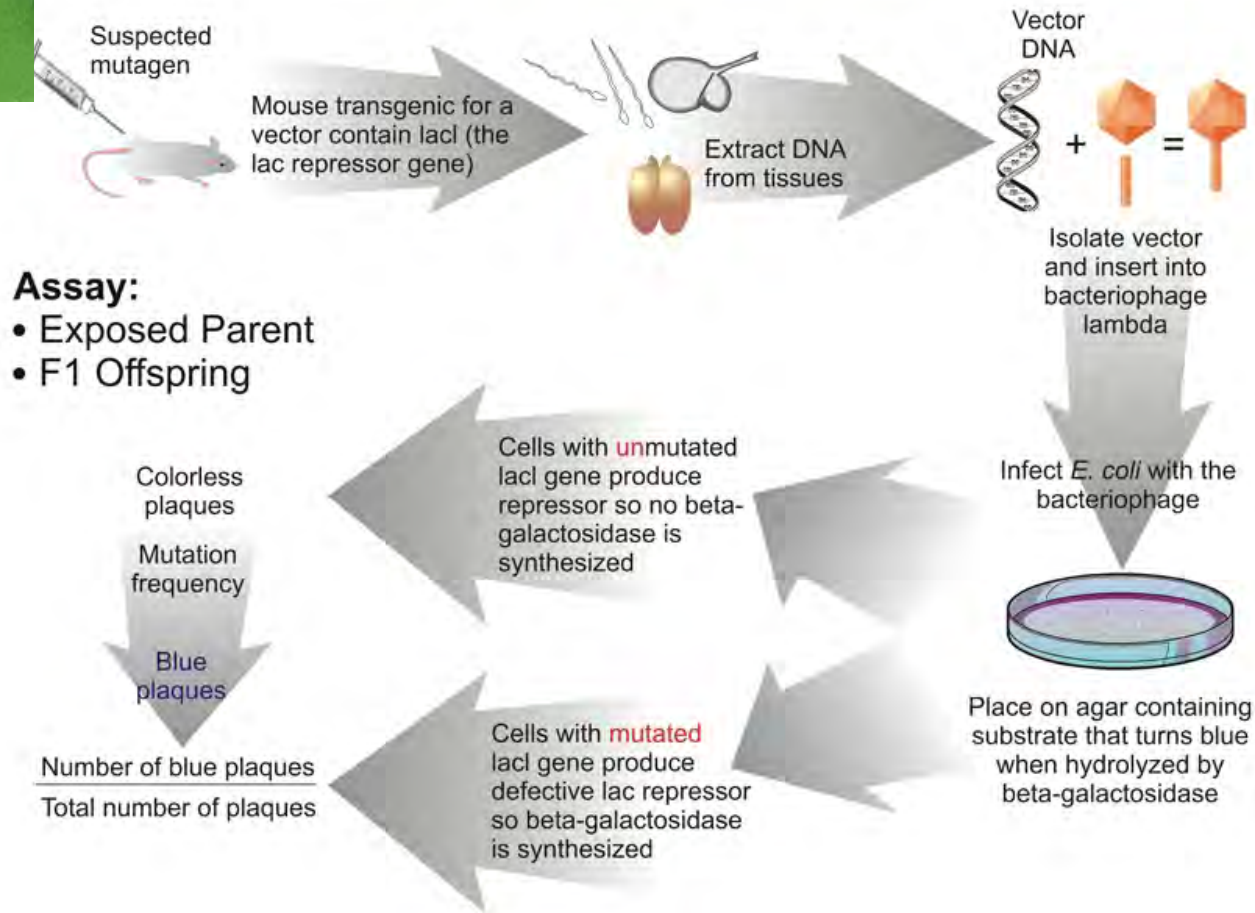 Suspected
mutagen
Mouse transgenic for a
vector contain lacI (the
lac repressor gene)
Extract DNA
from tissues
Vector
DNA
+
=
Isolate vector
and insert into
bacteriophage
lambda
Assay:
• Exposed Parent
• F1 Offspring
Infect E. coli with the
bacteriophage
Place on agar containing
substrate that turns blue
when hydrolyzed by
beta-galactosidase
Cells with unmutated
lacI gene produce
repressor so no beta-
galactosidase is
synthesized
Colorless
plaques
Mutation
frequency
Blue
plaques
Cells with mutated
lacI gene produce
defective lac repressor
so beta-galactosidase
is synthesized
Number of blue plaques
Total number of plaques